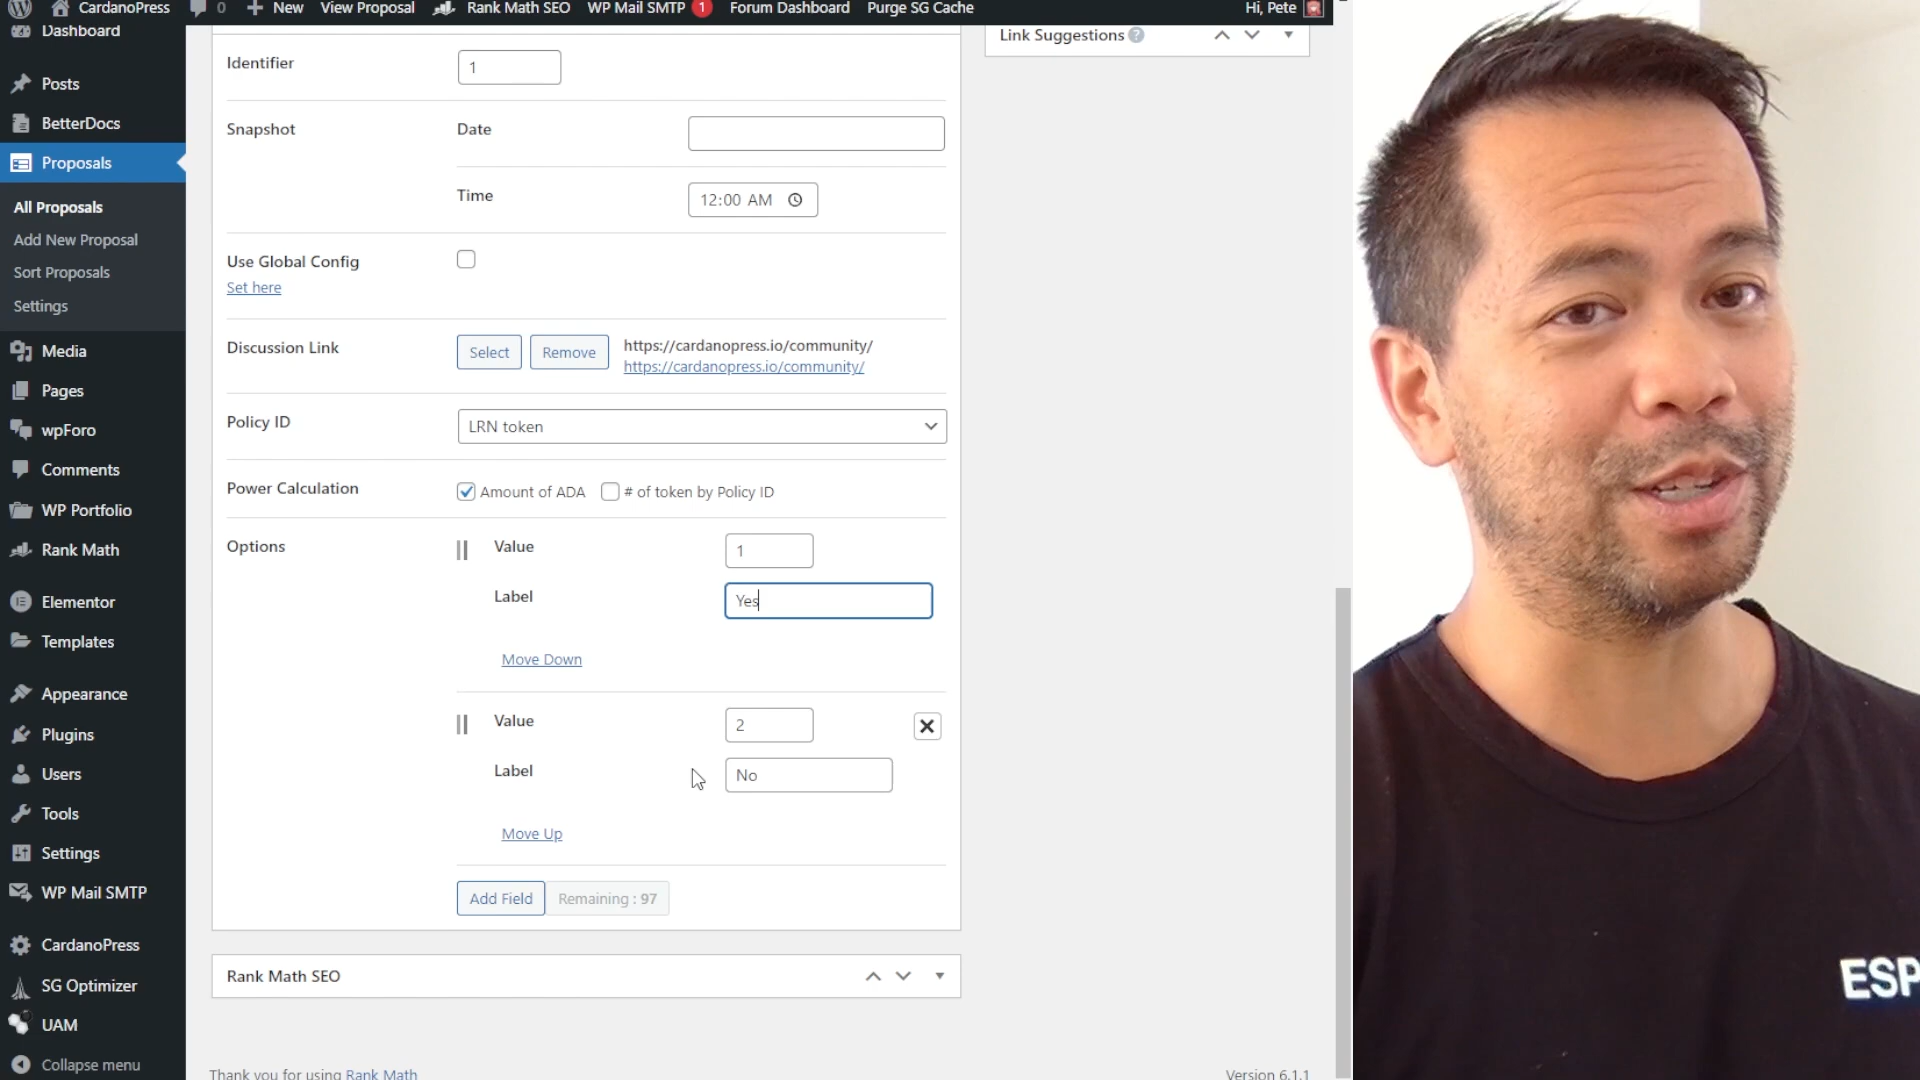 CardanoPress 0 New View Proposal Rank Math SEO WP Mail SMTP 1 Forum Dashboard Purge SG Cache Hi, Pete
Dashboard
Posts
BetterDocs
Proposals
All Proposals
Add New Proposal
Sort Proposals
Settings
Media
Pages
wpForo
Comments
WP Portfolio
Rank Math
Elementor
Templates
Appearance
Plugins
Users
Tools
Settings
WP Mail SMTP
CardanoPress
SG Optimizer
UAM
Collapse menu
Link Suggestions ?
Identifier 1
Snapshot Date
Time 12:00 AM
Use Global Config
Set here
Discussion Link Select Remove https://cardanopress.io/community/
https://cardanopress.io/community/
Policy ID LRN token
Power Calculation Amount of ADA # of token by Policy ID
Options Value 1
Label Yes
Move Down
Value 2
Label No
Move Up
Add Field Remaining : 97
Rank Math SEO
Thank you for using Rank Math Version 6.1.1
ESP